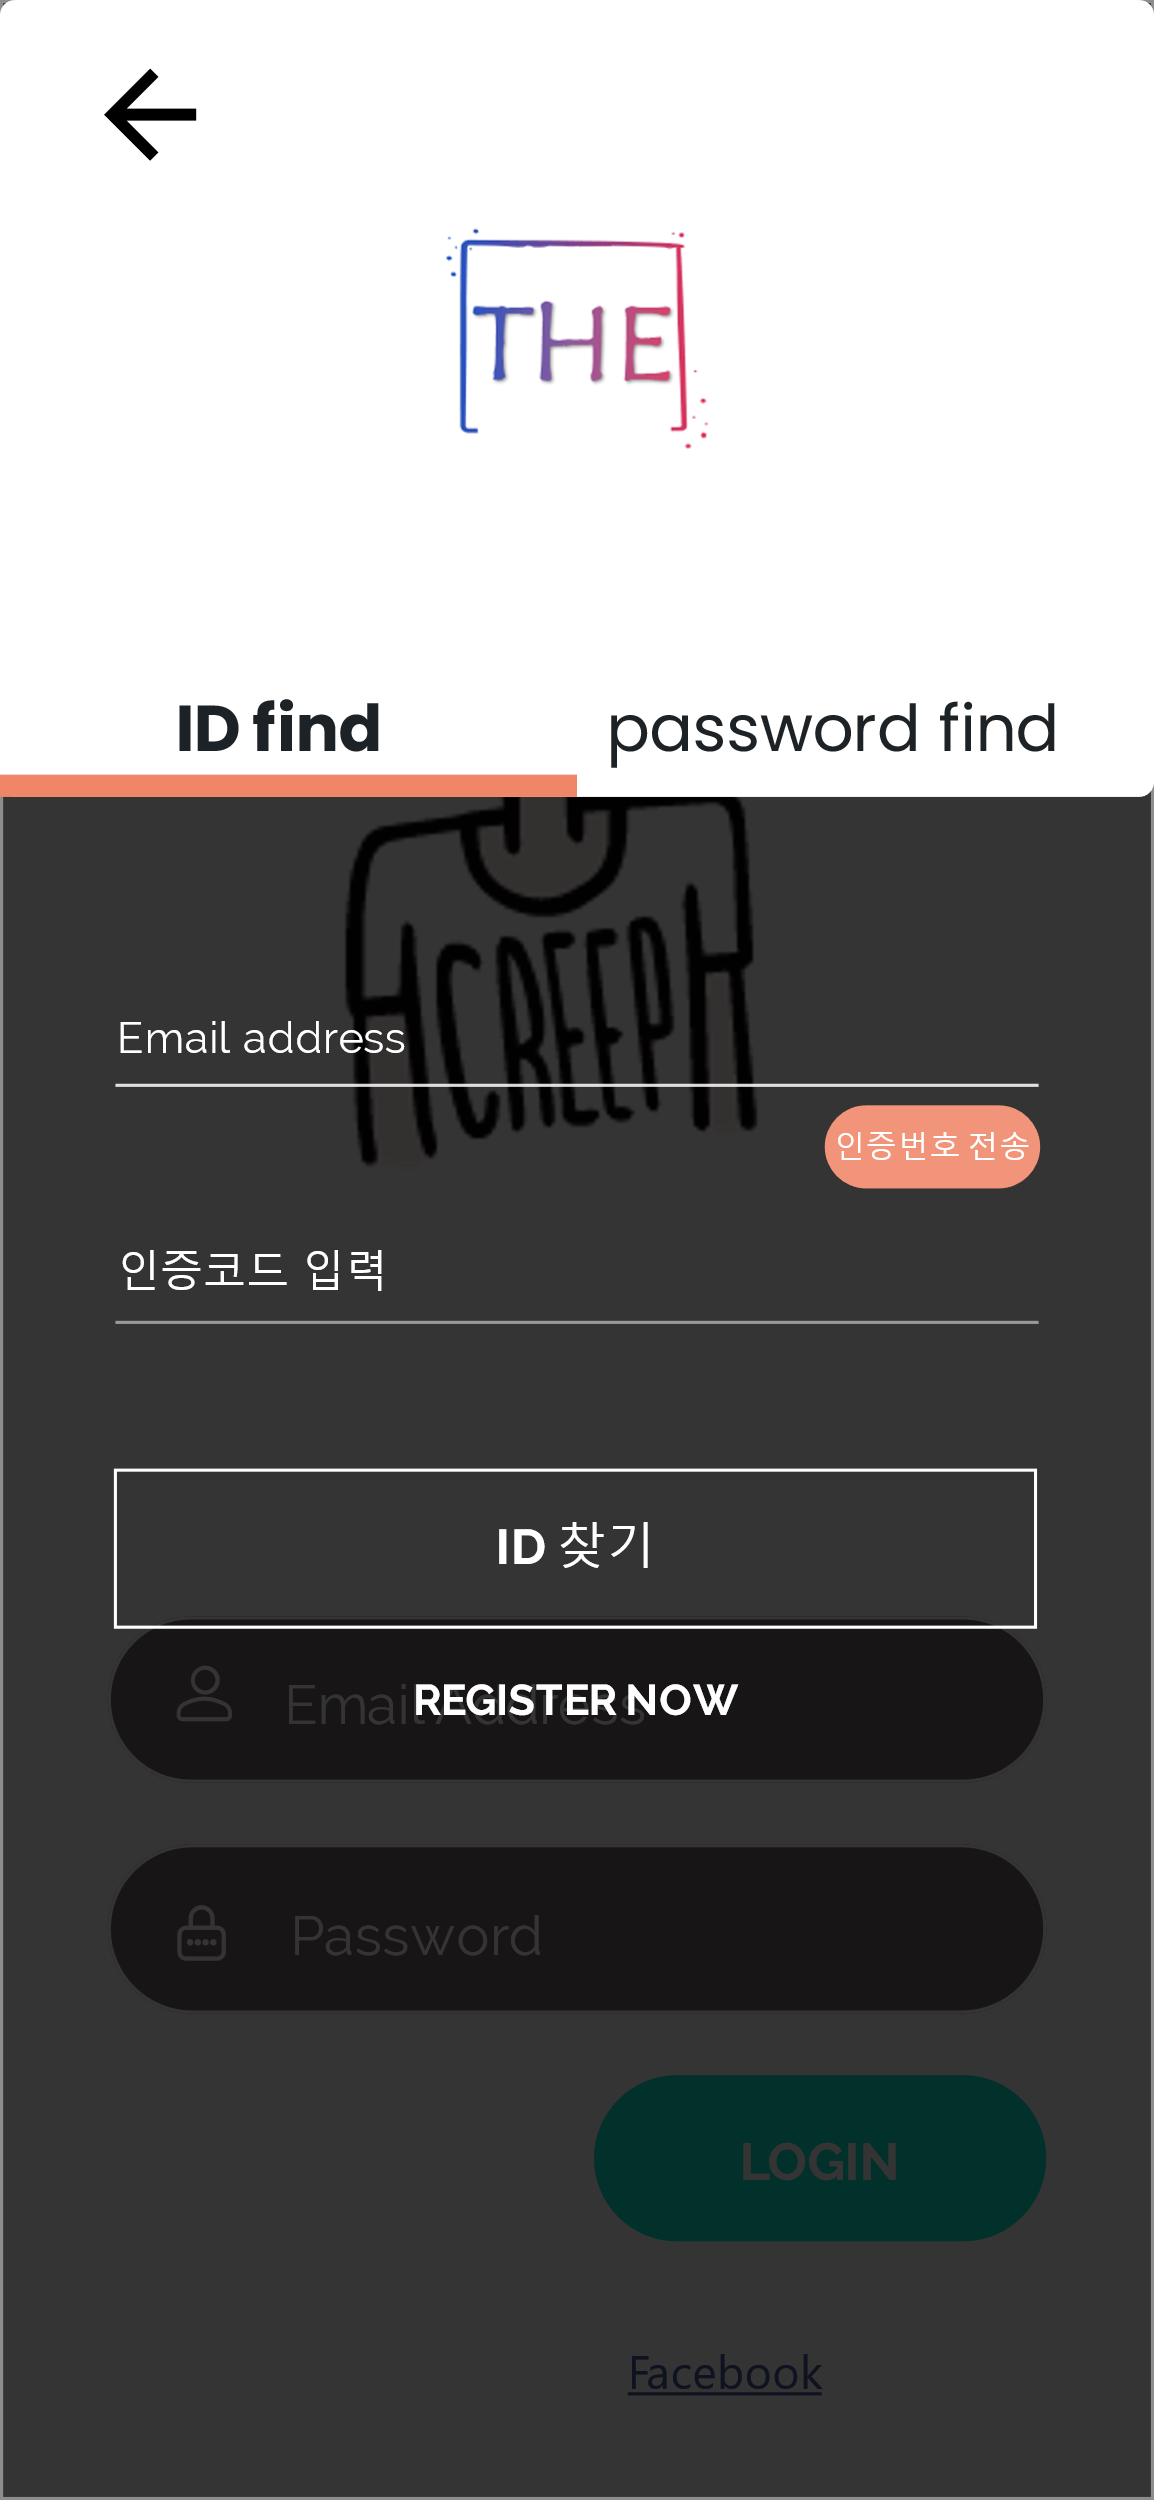 THE
ID find
password find
ACREEPH
Email address
인증번호 전송
인증코드 입력
ID 찾기
Email Address
REGISTER NOW
Password
LOGIN
Facebook